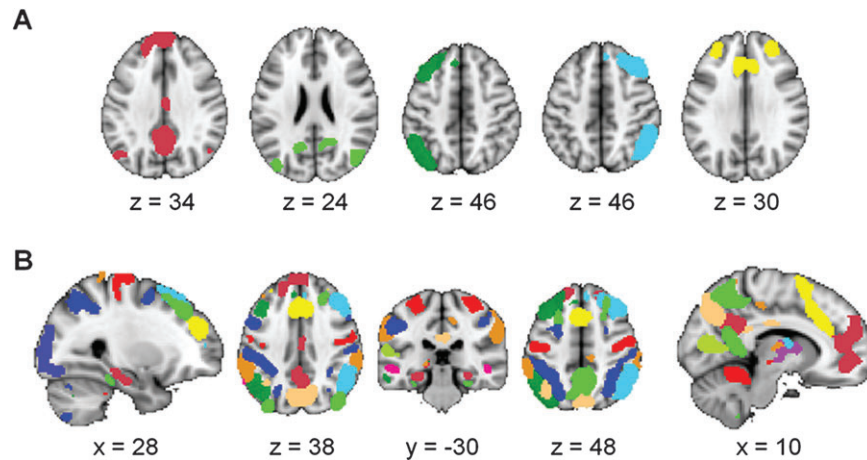 A
z = 34 z = 24 z = 46 z = 46 z = 30
B
x = 28 z = 38 y = -30 z = 48 x = 10